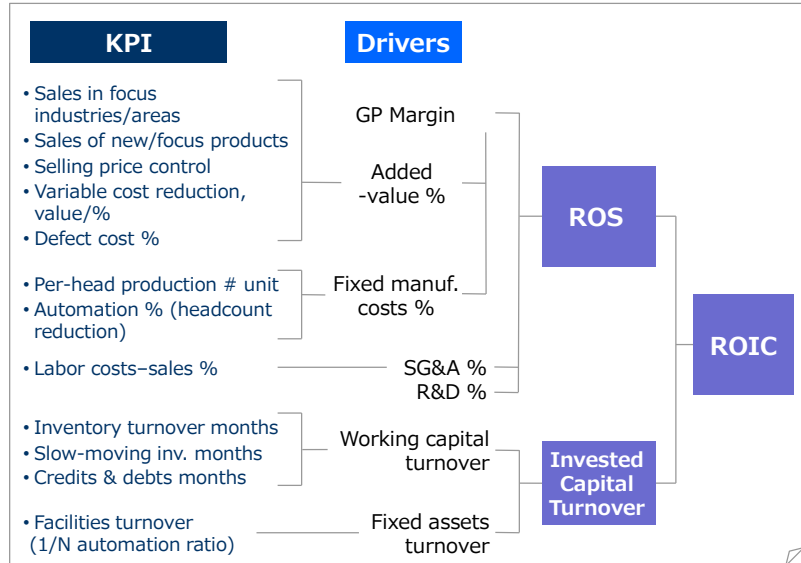 KPI
Drivers
• Sales in focus
industries/areas
• Sales of new/focus products
• Selling price control
• Variable cost reduction,
value/%
• Defect cost %
• Per-head production # unit
• Automation % (headcount
reduction)
• Labor costs–sales %
• Inventory turnover months
• Slow-moving inv. months
• Credits & debts months
• Facilities turnover
(1/N automation ratio)
GP Margin
Added
-value %
Fixed manuf.
costs %
SG&A %
R&D %
Working capital
turnover
Fixed assets
turnover
ROS
Invested
Capital
Turnover
ROIC